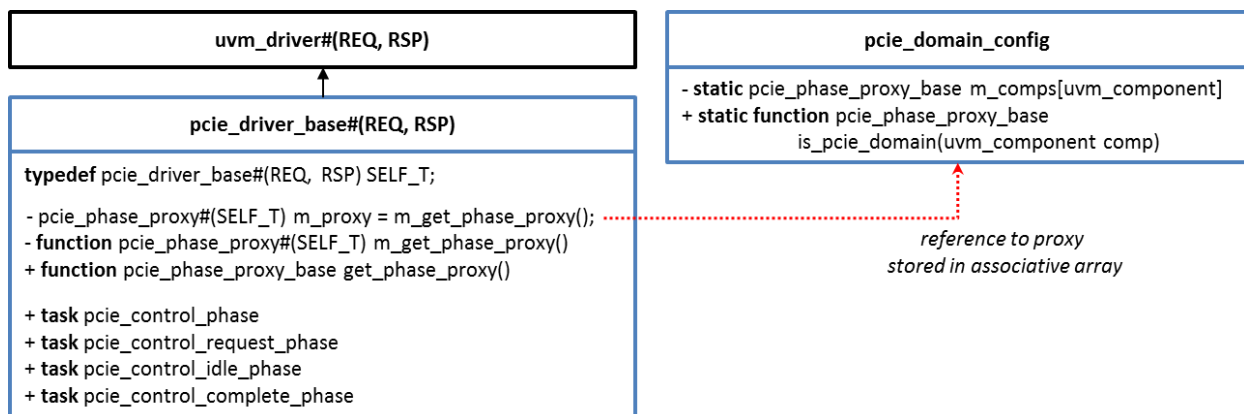 uvm_driver#(REQ, RSP)
pcie_driver_base#(REQ, RSP)
typedef pcie_driver_base#(REQ, RSP) SELF_T;
- pcie_phase_proxy#(SELF_T) m_proxy = m_get_phase_proxy();
- function pcie_phase_proxy#(SELF_T) m_get_phase_proxy()
+ function pcie_phase_proxy_base get_phase_proxy()
+ task pcie_control_phase
+ task pcie_control_request_phase
+ task pcie_control_idle_phase
+ task pcie_control_complete_phase
pcie_domain_config
- static pcie_phase_proxy_base m_comps[uvm_component]
+ static function pcie_phase_proxy_base
is_pcie_domain(uvm_component comp)
reference to proxy
stored in associative array